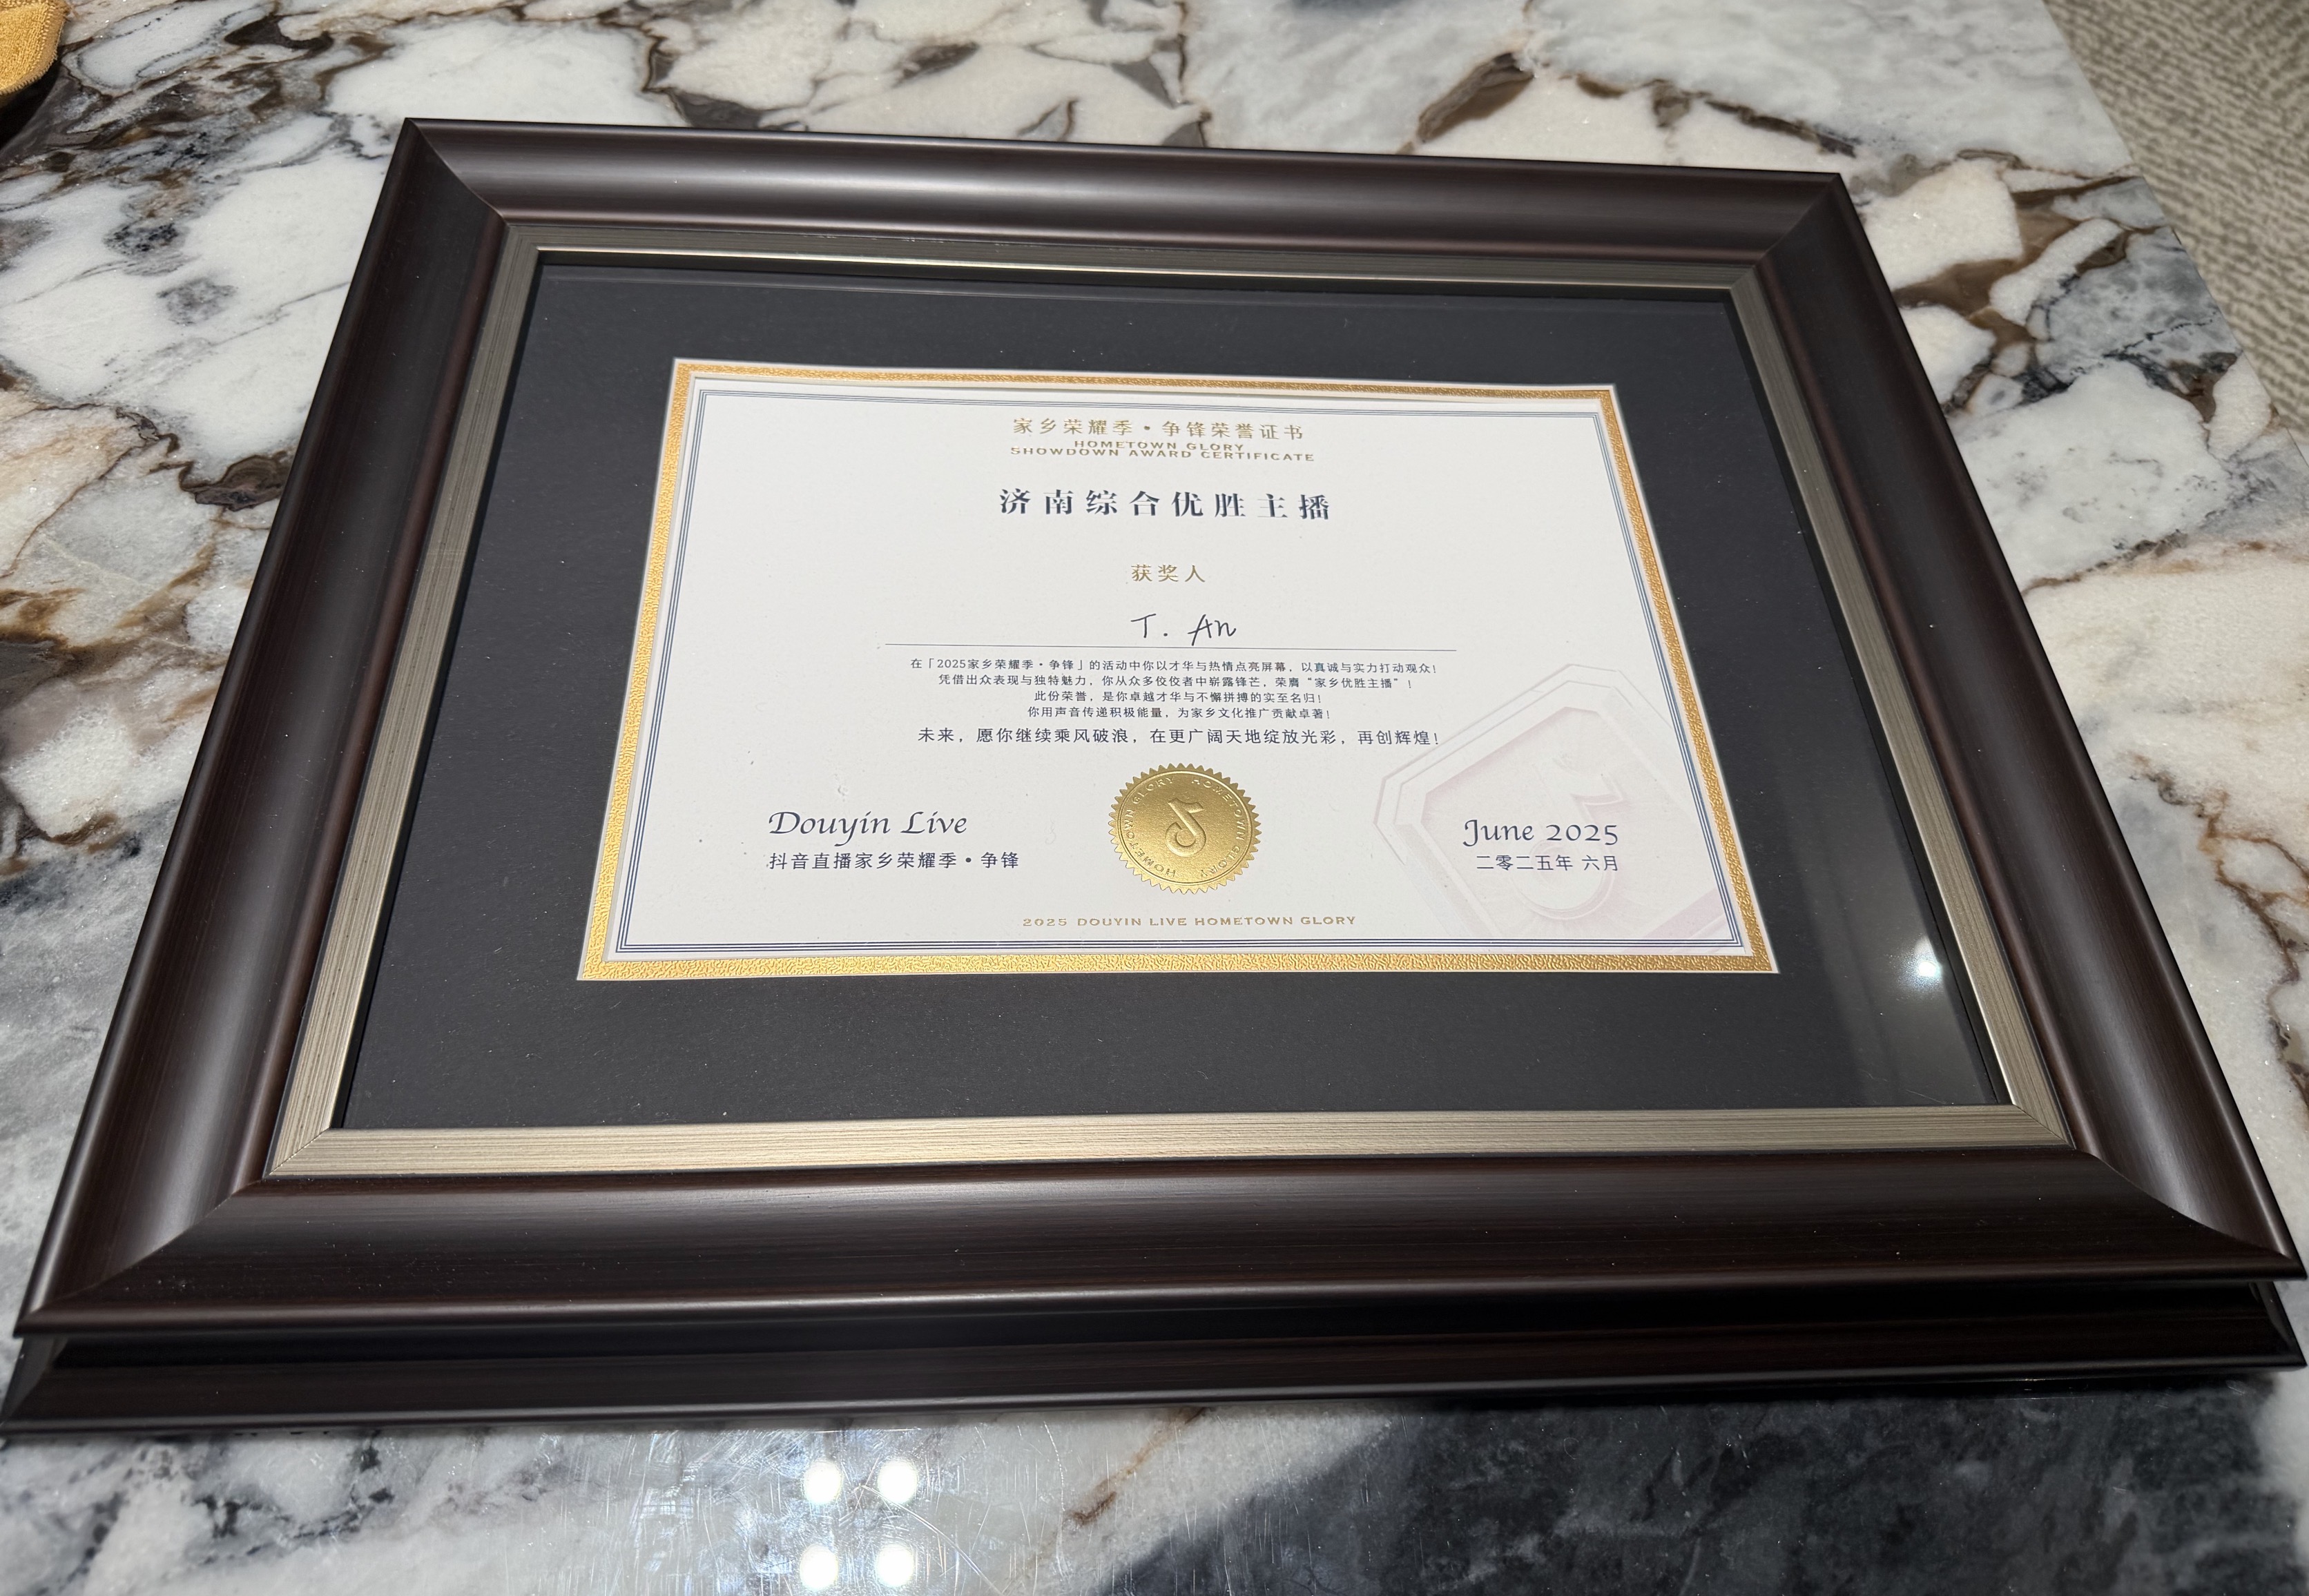 家乡荣耀季·争锋荣誉证书
HOMETOWN GLORY
SHOWDOWN AWARD CERTIFICATE
济南综合优胜主播
获奖人
T. An
在「2025家乡荣耀季·争锋」的活动中你以才华与热情点亮屏幕，以真诚与实力打动观众！
凭借出众表现与独特魅力，你从众多佼佼者中崭露锋芒，荣膺“家乡优胜主播”！
此份荣誉，是你卓越才华与不懈拼搏的实至名归！
你用声音传递积极能量，为家乡文化推广贡献卓著！
未来，愿你继续乘风破浪，在更广阔天地绽放光彩，再创辉煌！
Douyin Live
抖音直播家乡荣耀季·争锋
HOMETOWN GLORY HOMETOWN GLORY
June 2025
二零二五年 六月
2025 DOUYIN LIVE HOMETOWN GLORY